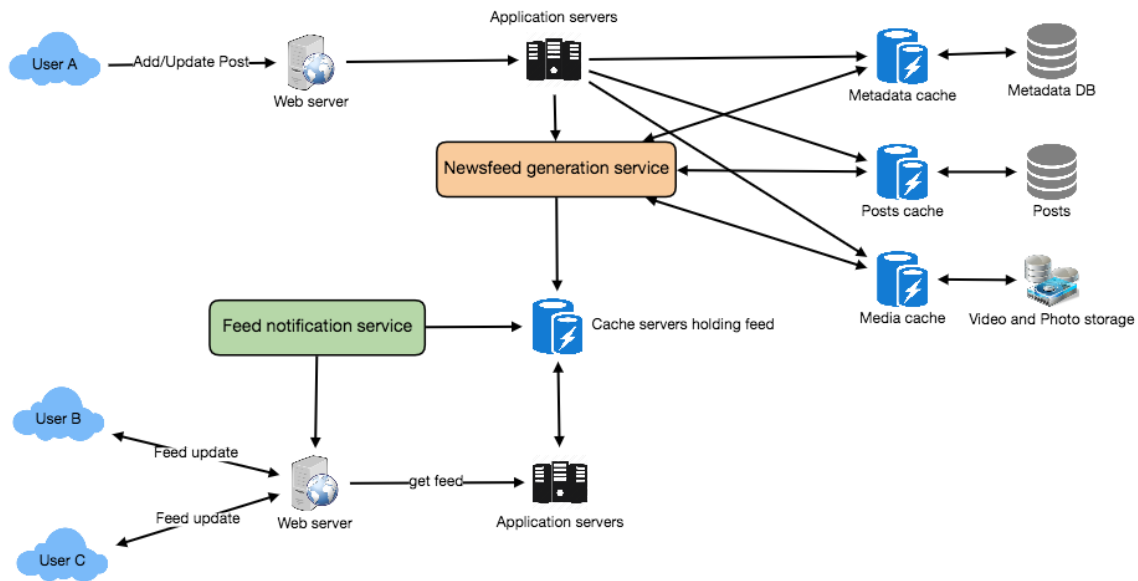 Application servers
User A
Add/Update Post
Web server
Metadata cache
Metadata DB
Newsfeed generation service
Posts cache
Posts
Feed notification service
Cache servers holding feed
Media cache
Video and Photo storage
User B
Feed update
get feed
Feed update
Web server
Application servers
User C